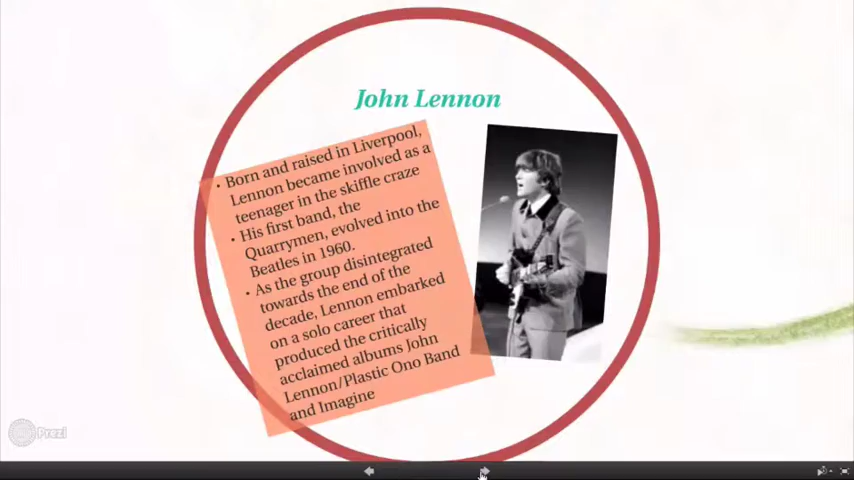 John Lennon
• Born and raised in Liverpool,
Lennon became involved as a
teenager in the skiffle craze
• His first band, the
Quarrymen, evolved into the
Beatles in 1960.
• As the group disintegrated
towards the end of the
decade, Lennon embarked
on a solo career that
produced the critically
acclaimed albums John
Lennon/Plastic Ono Band
and Imagine
Prezi